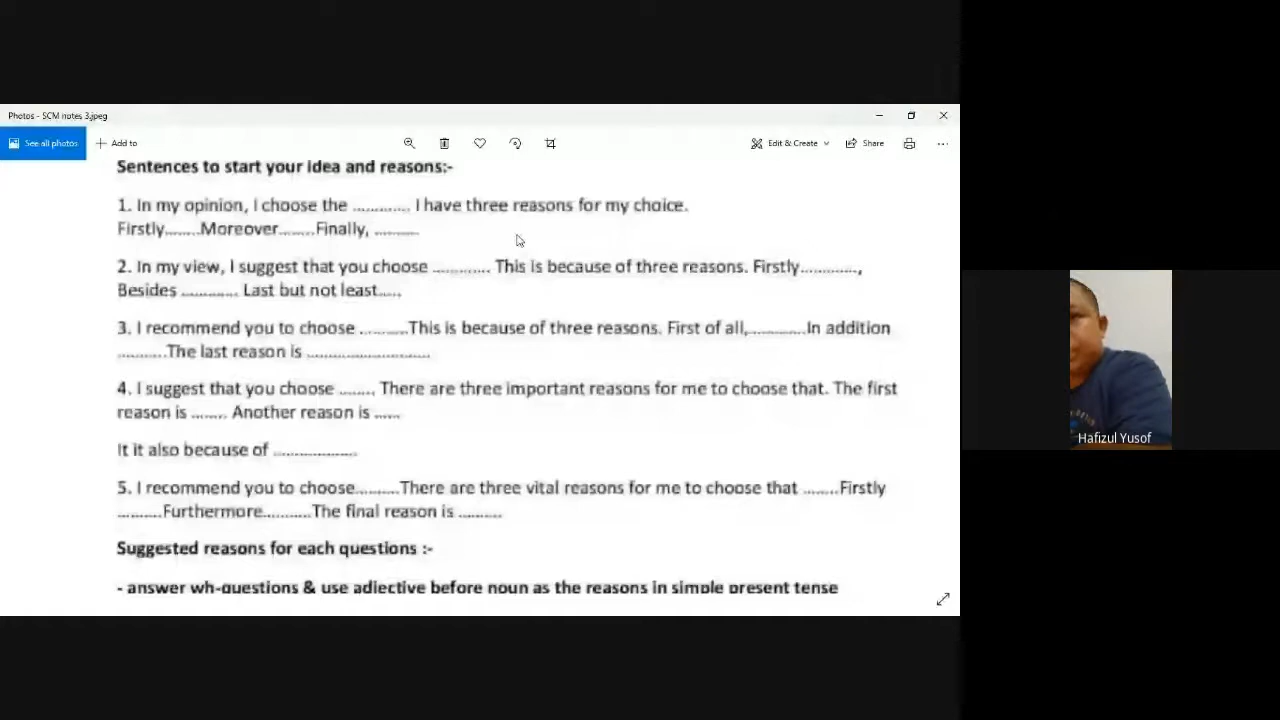 Photos - SCM notes 3.jpeg
See all photos
Add to
Edit & Create
Share
Sentences to start your idea and reasons:-
1. In my opinion, I choose the ............ I have three reasons for my choice.
Firstly........Moreover........Finally, ..........
2. In my view, I suggest that you choose ............ This is because of three reasons. Firstly............,
Besides ............ Last but not least.....
3. I recommend you to choose ..........This is because of three reasons. First of all,............In addition
..........The last reason is ..........................
4. I suggest that you choose ....... There are three important reasons for me to choose that. The first
reason is ....... Another reason is .....
It it also because of .................
5. I recommend you to choose.........There are three vital reasons for me to choose that .......Firstly
..........Furthermore..........The final reason is .........
Suggested reasons for each questions :-
- answer wh-questions & use adjective before noun as the reasons in simple present tense
Hafizul Yusof